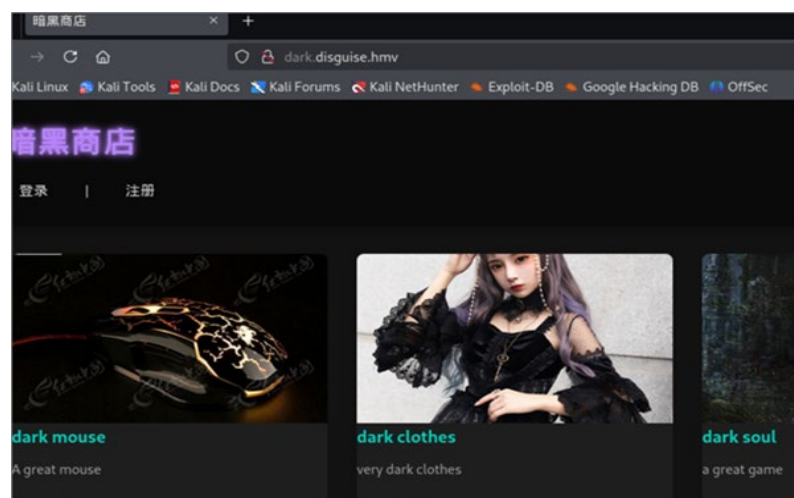 暗黑商店
dark.disguise.hmv
Kali Linux Kali Tools Kali Docs Kali Forums Kali NetHunter Exploit-DB Google Hacking DB OffSec
暗黑商店
登录 | 注册
dark mouse
A great mouse
dark clothes
very dark clothes
dark soul
a great game